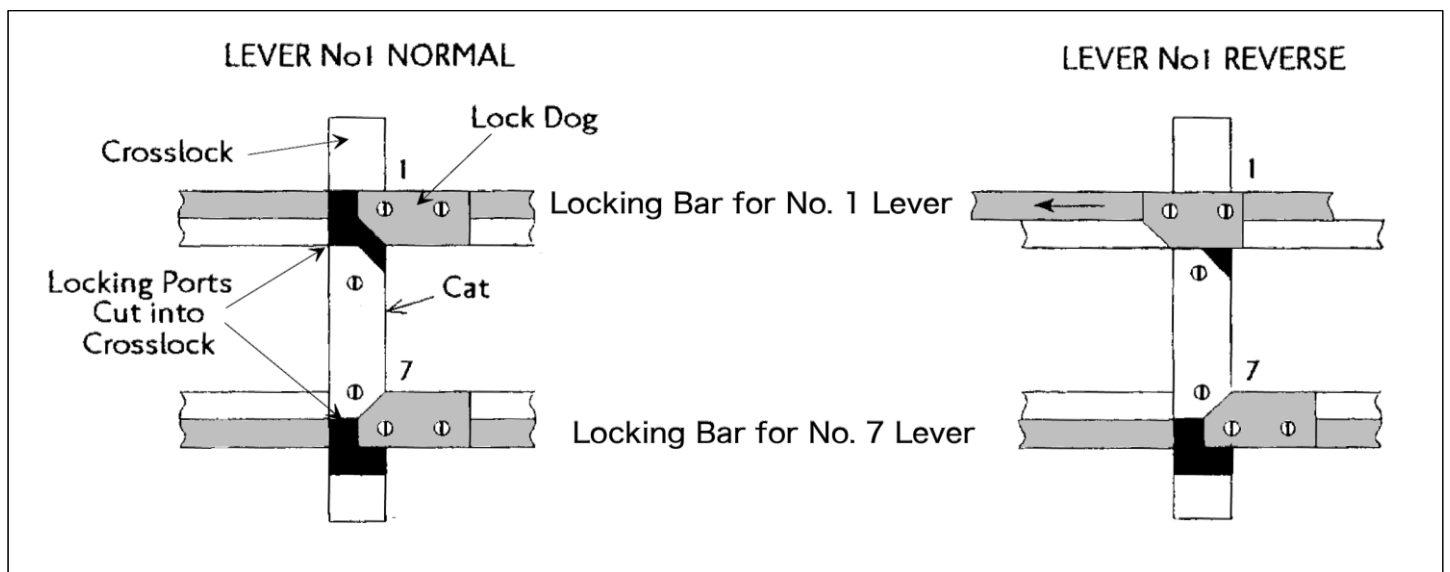 LEVER No1 NORMAL
LEVER No1 REVERSE
Lock Dog
Crosslock
1
1
Locking Bar for No. 1 Lever
Locking Ports
Cut into
Crosslock
Cat
7
7
Locking Bar for No. 7 Lever